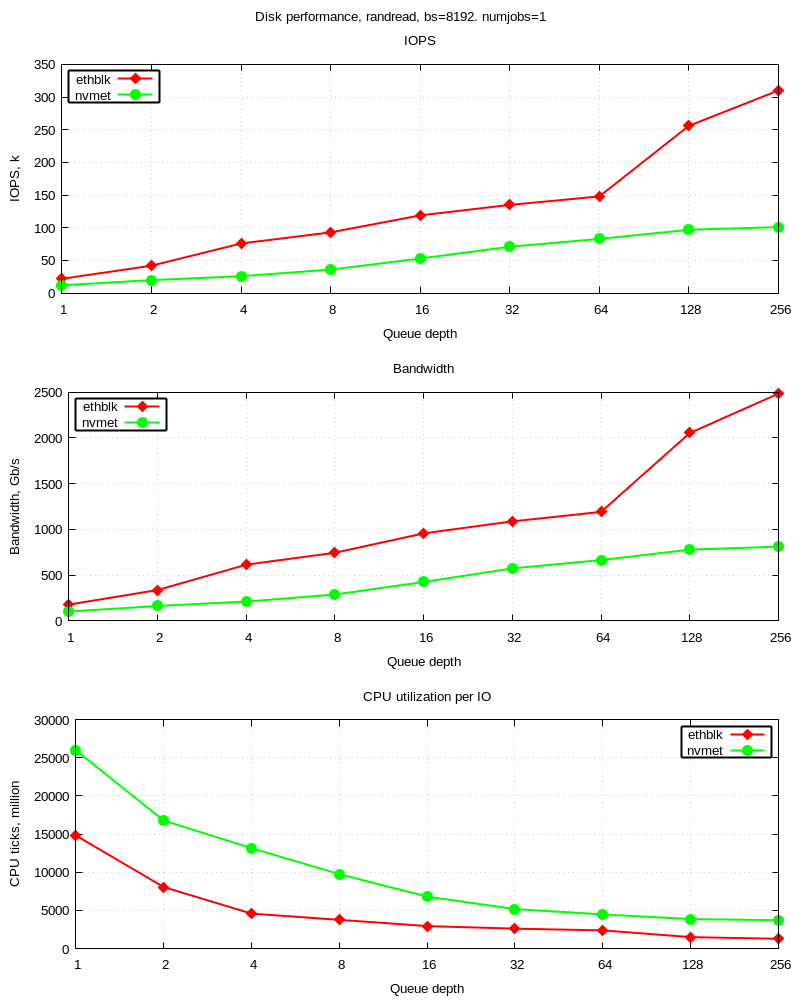 Disk performance, randread, bs=8192. numjobs=1
IOPS
350
300
250
200
150
100
50
0
IOPS, k
ethblk
nvmet
1 2 4 8 16 32 64 128 256
Queue depth
Bandwidth
2500
2000
1500
1000
500
0
Bandwidth, Gb/s
ethblk
nvmet
1 2 4 8 16 32 64 128 256
Queue depth
CPU utilization per IO
30000
25000
20000
15000
10000
5000
0
CPU ticks, million
ethblk
nvmet
1 2 4 8 16 32 64 128 256
Queue depth